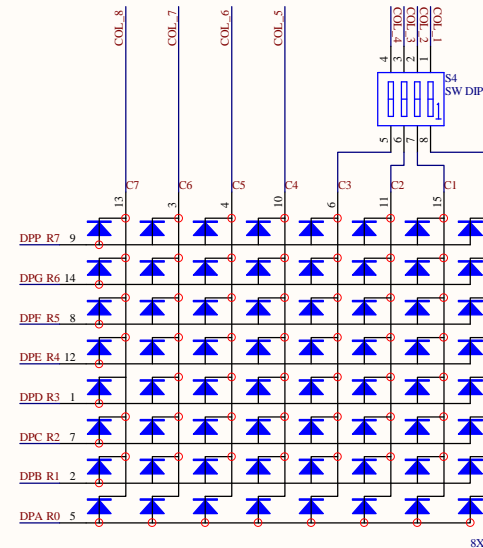 COL_8
COL_7
COL_6
COL_5
COL_4
COL_3
COL_2
COL_1
4
3
2
1
S4
SW DIP
1
5
6
7
8
C7
C6
C5
C4
C3
C2
C1
13
3
4
10
6
11
15
DPP R7 9
DPG R6 14
DPF R5 8
DPE R4 12
DPD R3 1
DPC R2 7
DPB R1 2
DPA R0 5
8X